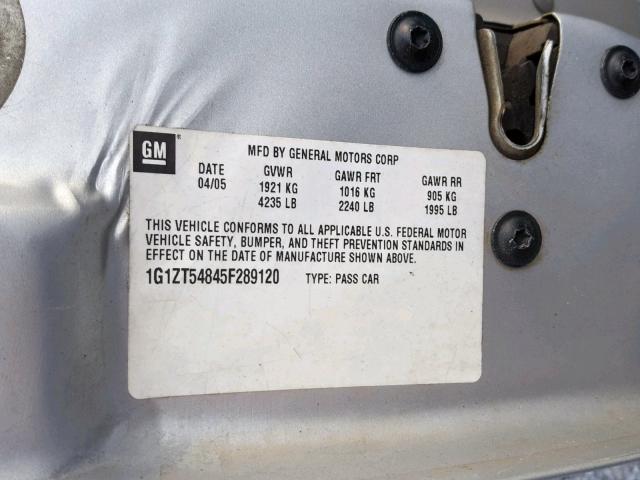 GM ® MFD BY GENERAL MOTORS CORP
DATE GVWR GAWR FRT GAWR RR
04/05 1921 KG 1016 KG 905 KG
4235 LB 2240 LB 1995 LB
THIS VEHICLE CONFORMS TO ALL APPLICABLE U.S. FEDERAL MOTOR
VEHICLE SAFETY, BUMPER, AND THEFT PREVENTION STANDARDS IN
EFFECT ON THE DATE OF MANUFACTURE SHOWN ABOVE.
1G1ZT54845F289120 TYPE: PASS CAR